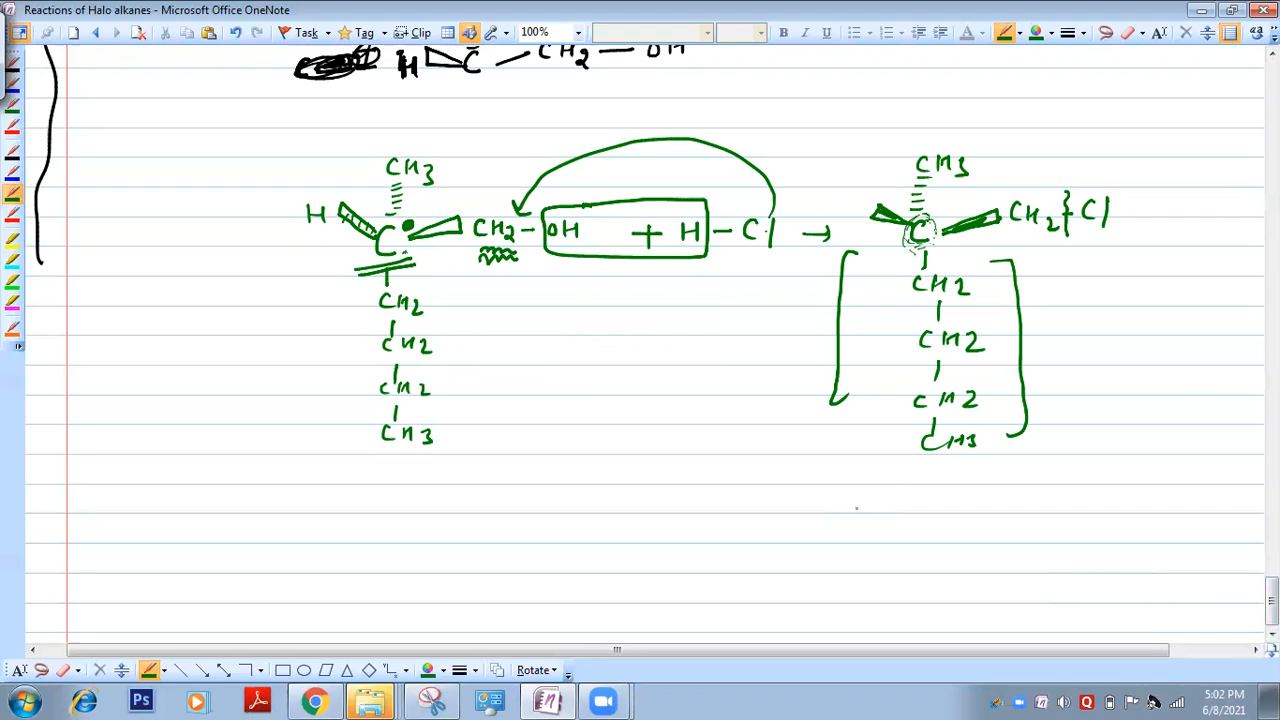 Reactions of Halo alkanes - Microsoft Office OneNote
Task Tag Clip 100% B I U A
H C CH2 OH
CH3 CH3
H C CH2 - OH + H - Cl → C CH2 } Cl
CH2 CH2
CH2 CH2
CH2 CH2
CH3 CH3
Rotate
Ps
5:02 PM
6/8/2021